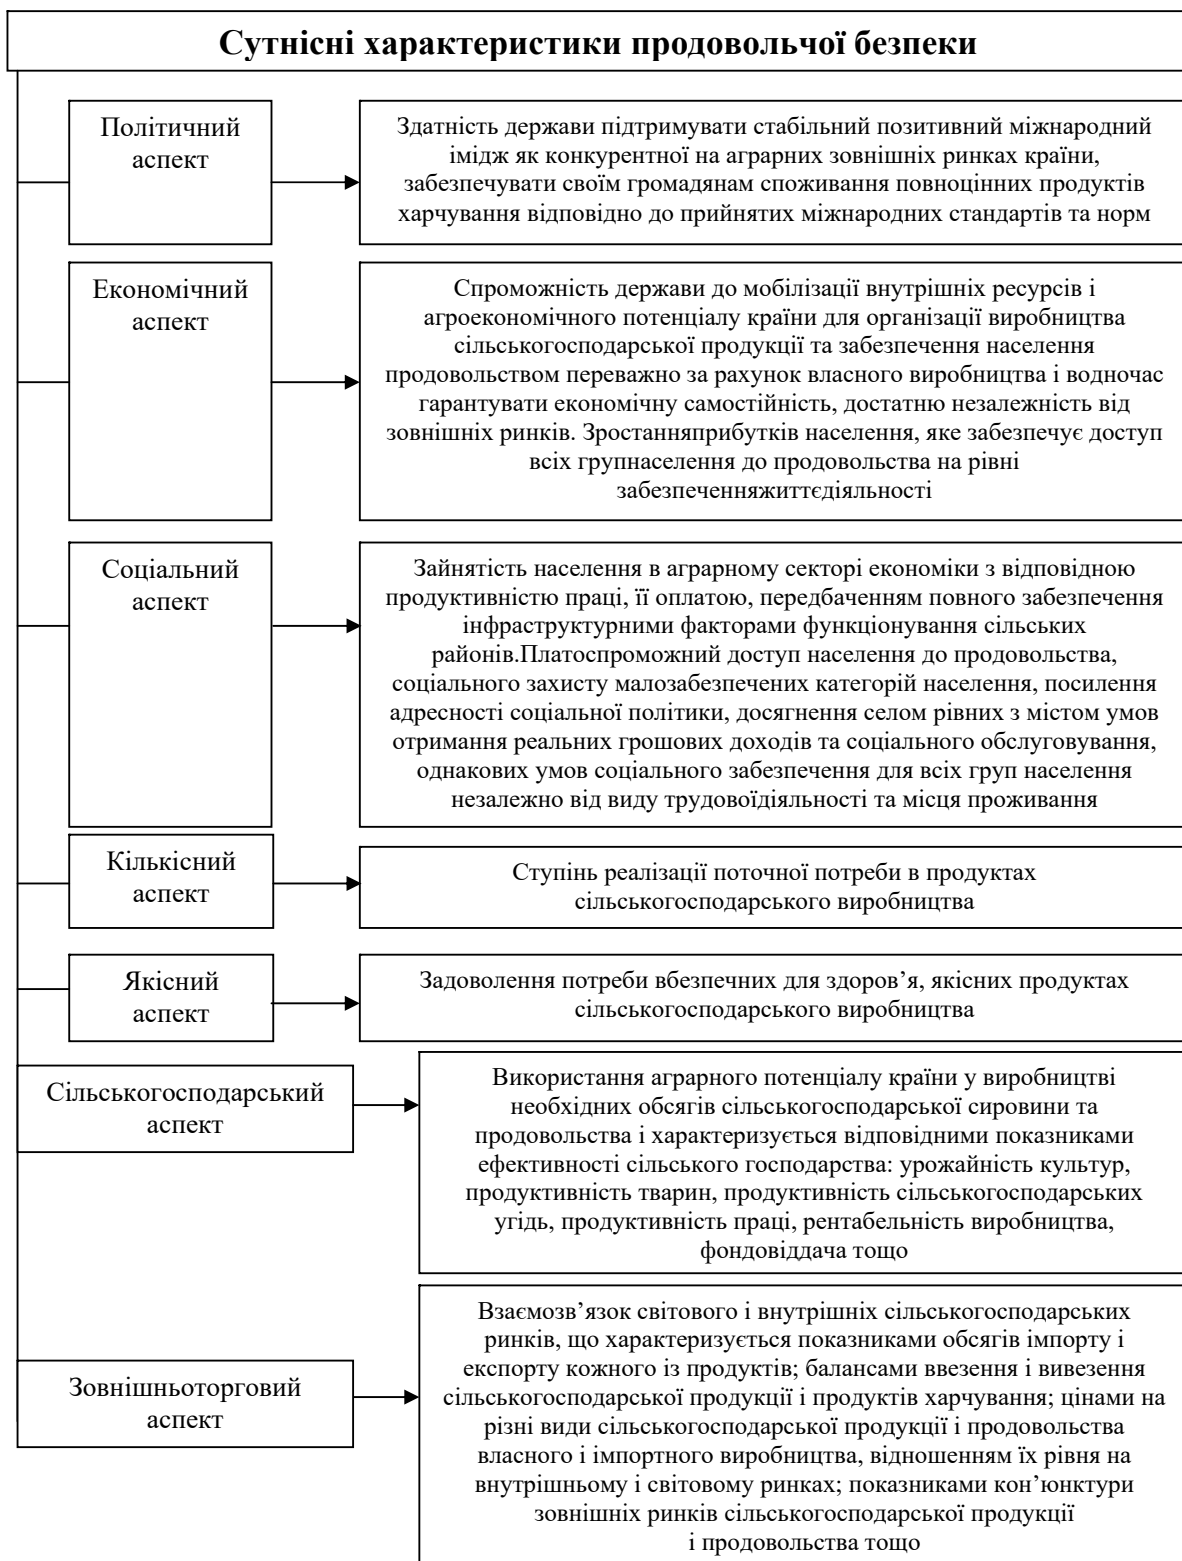 Сутнісні характеристики продовольчої безпеки
Політичний
аспект
Здатність держави підтримувати стабільний позитивний міжнародний
імідж як конкурентної на аграрних зовнішніх ринках країни,
забезпечувати своїм громадянам споживання повноцінних продуктів
харчування відповідно до прийнятих міжнародних стандартів та норм
Економічний
аспект
Спроможність держави до мобілізації внутрішніх ресурсів і
агроекономічного потенціалу країни для організації виробництва
сільськогосподарської продукції та забезпечення населення
продовольством переважно за рахунок власного виробництва і водночас
гарантувати економічну самостійність, достатню незалежність від
зовнішніх ринків. Зростанняприбутків населення, яке забезпечує доступ
всіх групнаселення до продовольства на рівні
забезпеченняжиттєдіяльності
Соціальний
аспект
Зайнятість населення в аграрному секторі економіки з відповідною
продуктивністю праці, її оплатою, передбаченням повного забезпечення
інфраструктурними факторами функціонування сільських
районів.Платоспроможний доступ населення до продовольства,
соціального захисту малозабезпечених категорій населення, посилення
адресності соціальної політики, досягнення селом рівних з містом умов
отримання реальних грошових доходів та соціального обслуговування,
однакових умов соціального забезпечення для всіх груп населення
незалежно від виду трудовоїдіяльності та місця проживання
Кількісний
аспект
Ступінь реалізації поточної потреби в продуктах
сільськогосподарського виробництва
Якісний
аспект
Задоволення потреби вбезпечних для здоров’я, якісних продуктах
сільськогосподарського виробництва
Сільськогосподарський
аспект
Використання аграрного потенціалу країни у виробництві
необхідних обсягів сільськогосподарської сировини та
продовольства і характеризується відповідними показниками
ефективності сільського господарства: урожайність культур,
продуктивність тварин, продуктивність сільськогосподарських
угідь, продуктивність праці, рентабельність виробництва,
фондовіддача тощо
Зовнішньоторговий
аспект
Взаємозв’язок світового і внутрішніх сільськогосподарських
ринків, що характеризується показниками обсягів імпорту і
експорту кожного із продуктів; балансами ввезення і вивезення
сільськогосподарської продукції і продуктів харчування; цінами на
різні види сільськогосподарської продукції і продовольства
власного і імпортного виробництва, відношенням їх рівня на
внутрішньому і світовому ринках; показниками кон’юнктури
зовнішніх ринків сільськогосподарської продукції
і продовольства тощо